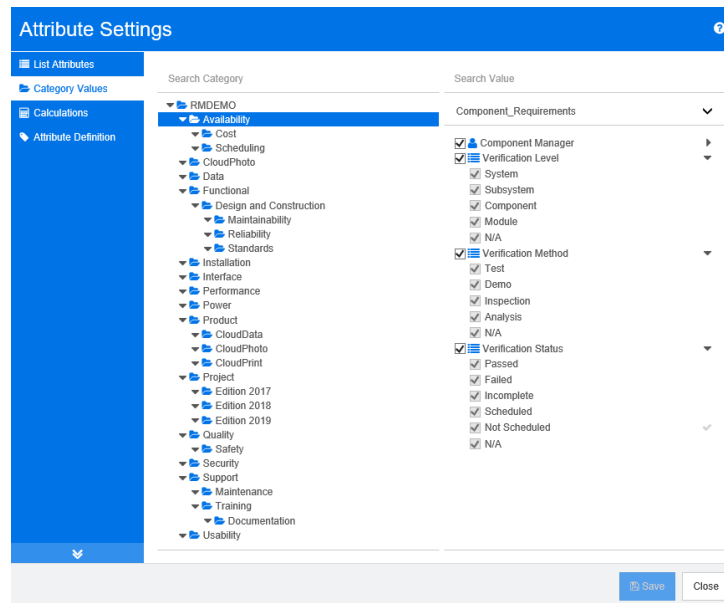 Attribute Settings
List Attributes
Category Values
Calculations
Attribute Definition
Search Category
RMDEMO
Availability
Cost
Scheduling
CloudPhoto
Data
Functional
Design and Construction
Maintainability
Reliability
Standards
Installation
Interface
Performance
Power
Product
CloudData
CloudPhoto
CloudPrint
Project
Edition 2017
Edition 2018
Edition 2019
Quality
Safety
Security
Support
Maintenance
Training
Documentation
Usability
Search Value
Component_Requirements
Component Manager
Verification Level
System
Subsystem
Component
Module
N/A
Verification Method
Test
Demo
Inspection
Analysis
N/A
Verification Status
Passed
Failed
Incomplete
Scheduled
Not Scheduled
N/A
Save
Close